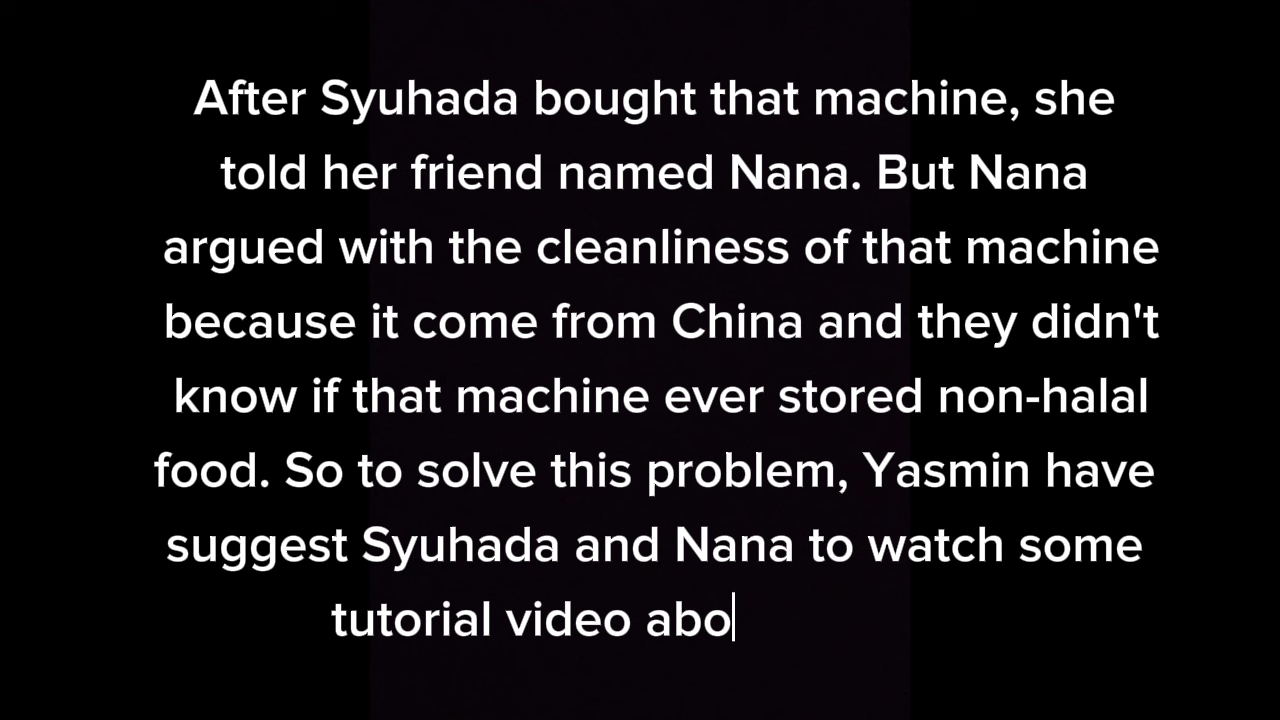 After Syuhada bought that machine, she
told her friend named Nana. But Nana
argued with the cleanliness of that machine
because it come from China and they didn't
know if that machine ever stored non-halal
food. So to solve this problem, Yasmin have
suggest Syuhada and Nana to watch some
tutorial video abo